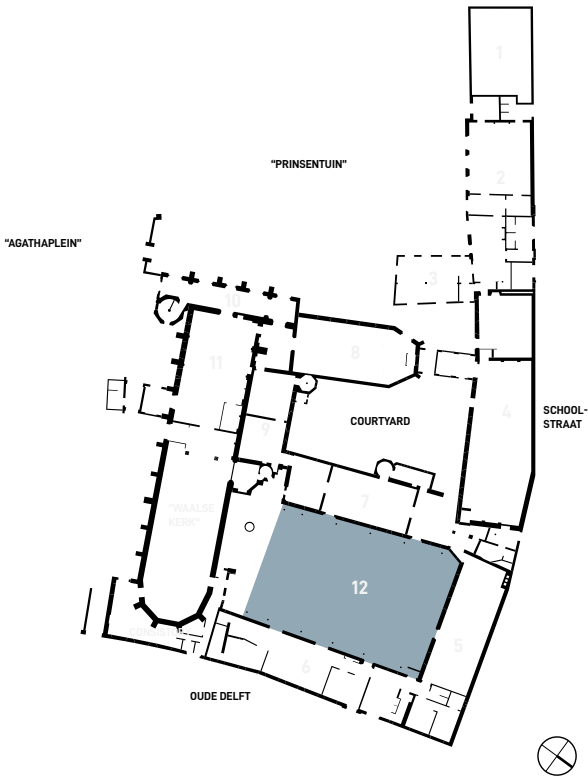 1
"PRINSENTUIN"
2
"AGATHAPLEIN"
3
10
8
11
4
SCHOOL-
STRAAT
COURTYARD
9
7
"WAALSE
KERK"
12
5
6
OUDE DELFT